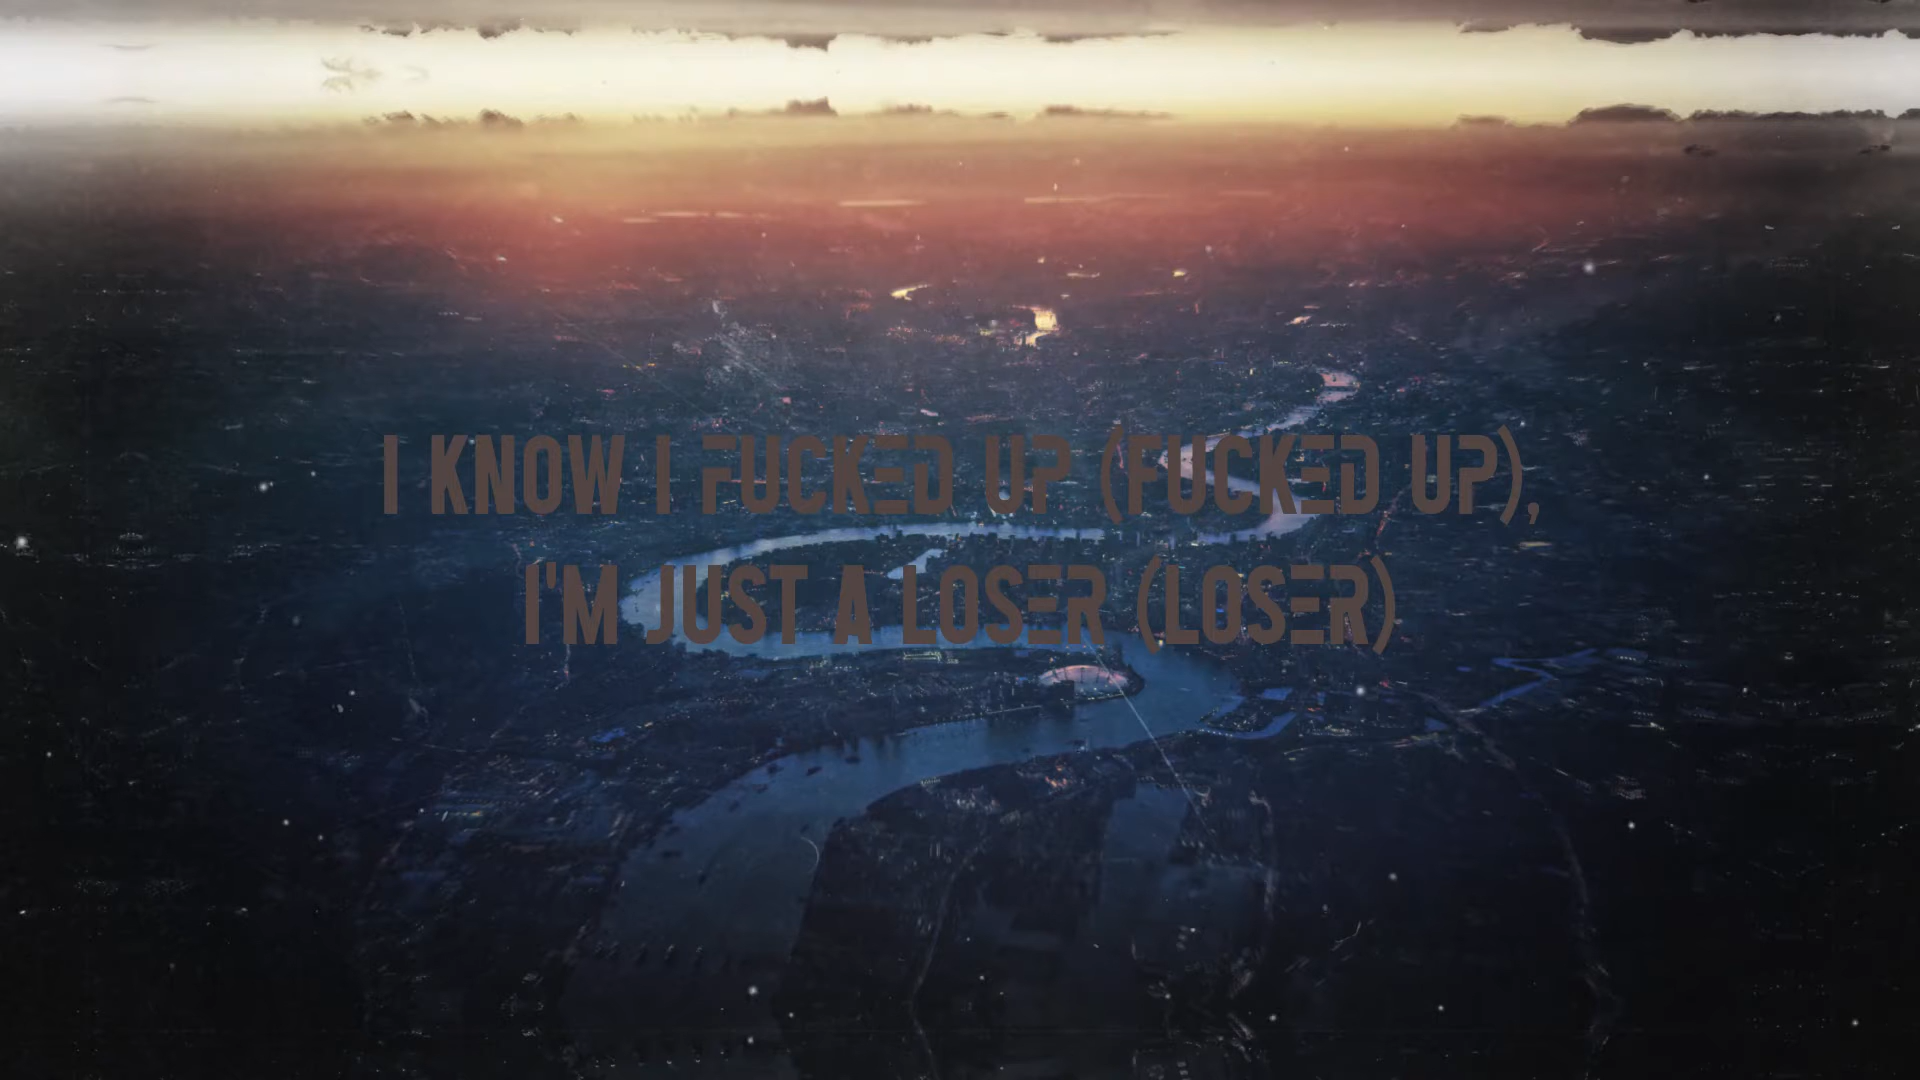 I KNOW I FUCKED UP (FUCKED UP),
I'M JUST A LOSER (LOSER)